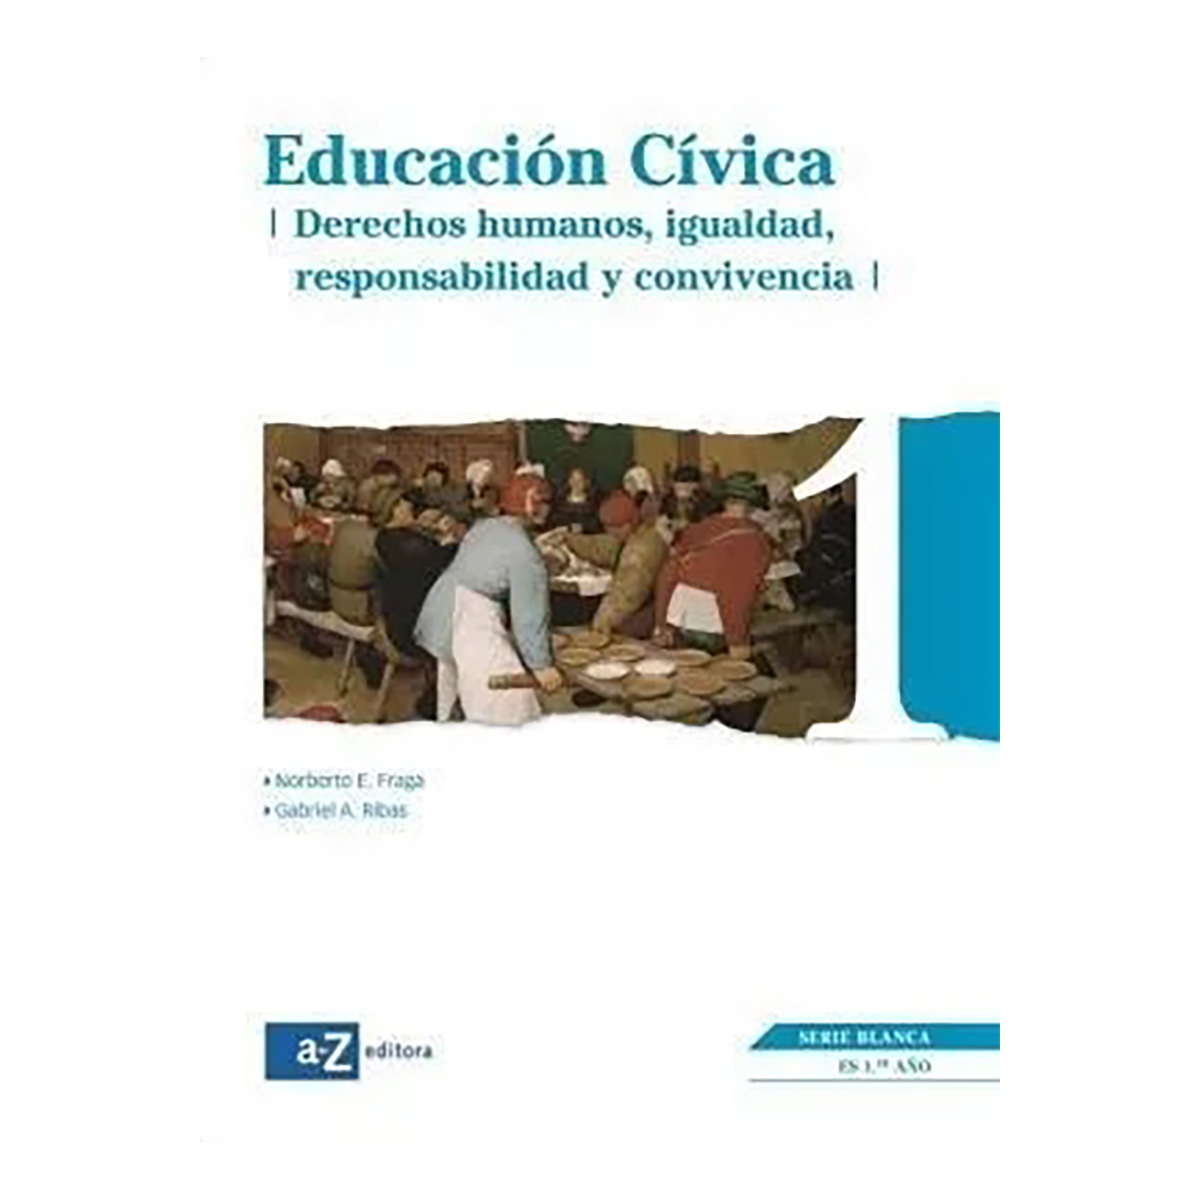 Educación Cívica
| Derechos humanos, igualdad,
responsabilidad y convivencia |
1
Norberto E. Fraga
Gabriel A. Ribas
a-Z editora
SERIE BLANCA
ES 1.er AÑO